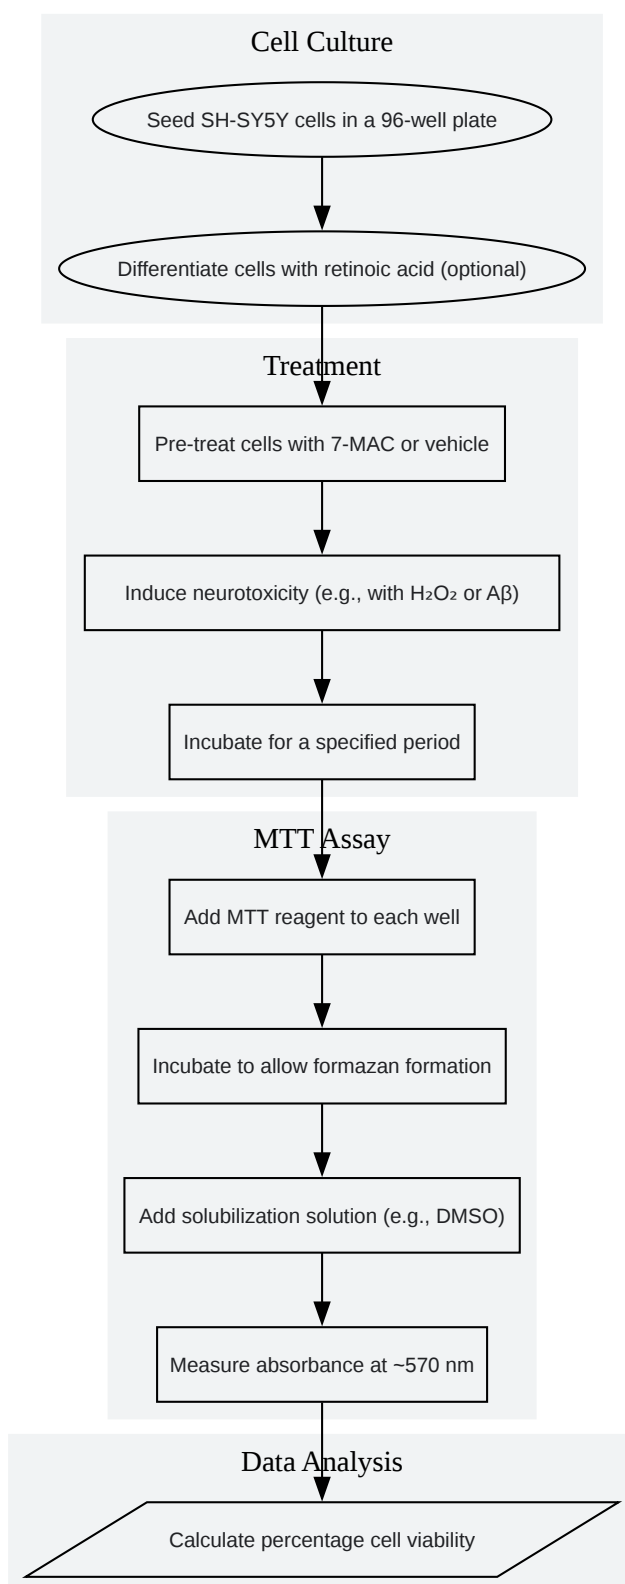 Cell Culture
Seed SH-SY5Y cells in a 96-well plate
Differentiate cells with retinoic acid (optional)
Treatment
Pre-treat cells with 7-MAC or vehicle
Induce neurotoxicity (e.g., with H₂O₂ or Aβ)
Incubate for a specified period
MTT Assay
Add MTT reagent to each well
Incubate to allow formazan formation
Add solubilization solution (e.g., DMSO)
Measure absorbance at ~570 nm
Data Analysis
Calculate percentage cell viability